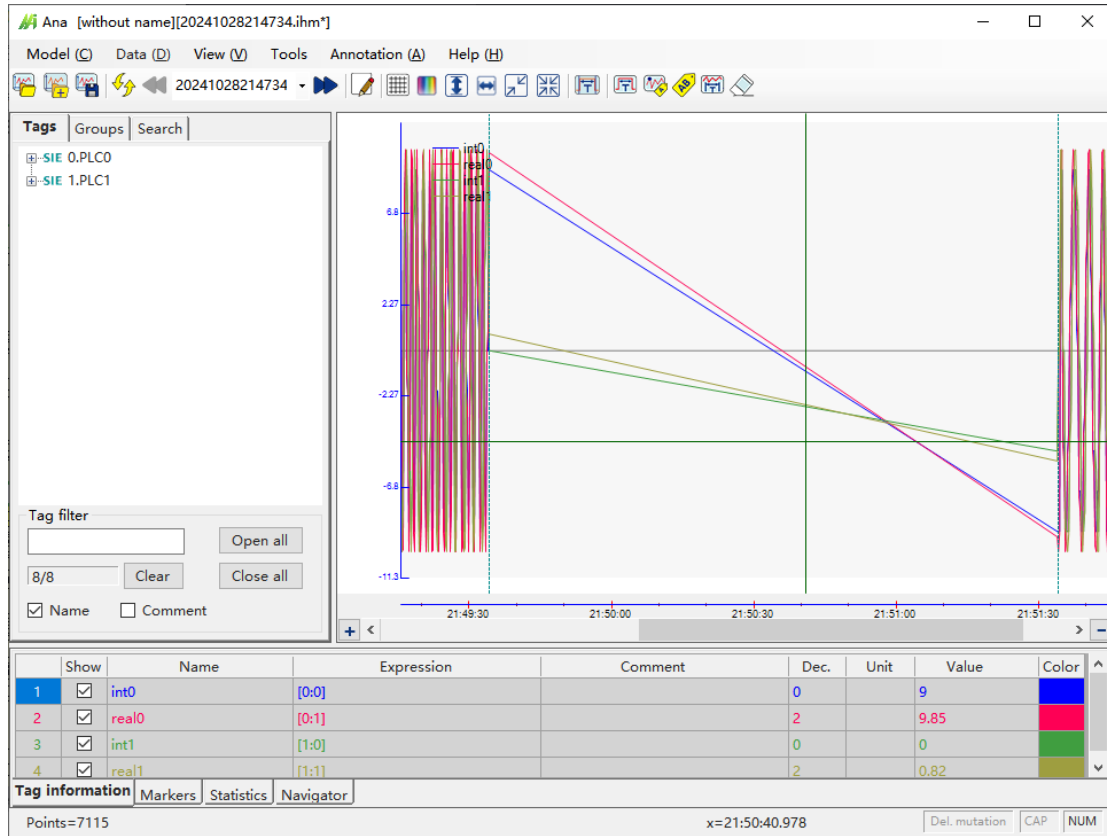 Ana [without name][20241028214734.ihm*]
Model (C) Data (D) View (V) Tools Annotation (A) Help (H)
20241028214734
Tags Groups Search
SIE 0.PLC0
SIE 1.PLC1
Tag filter
Open all
8/8 Clear Close all
Name Comment
int0
real0
int1
real1
6.8
2.27
-2.27
-6.8
-11.3
21:49:30 21:50:00 21:50:30 21:51:00 21:51:30
Show Name Expression Comment Dec. Unit Value Color
1 int0 [0:0] 0 9
2 real0 [0:1] 2 9.85
3 int1 [1:0] 0 0
4 real1 [1:1] 2 0.82
Tag information Markers Statistics Navigator
Points=7115 x=21:50:40.978 Del. mutation CAP NUM